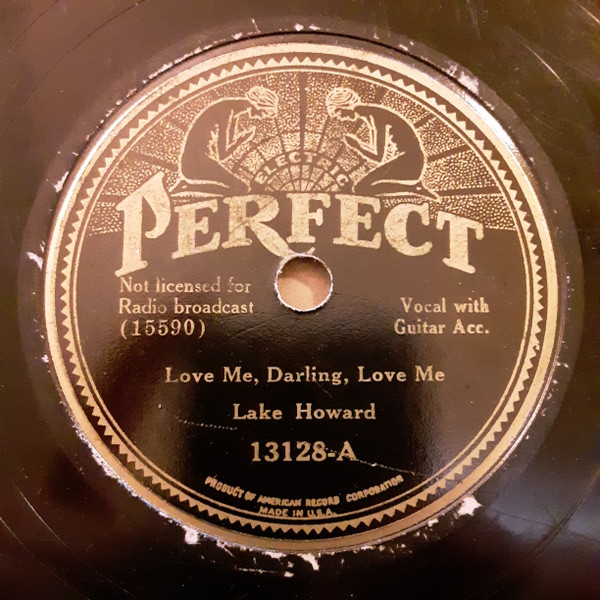 ELECTRIC
PERFECT
Not licensed for
Radio broadcast
(15590)
Vocal with
Guitar Acc.
Love Me, Darling, Love Me
Lake Howard
13128-A
PRODUCT OF AMERICAN RECORD CORPORATION
MADE IN U.S.A.